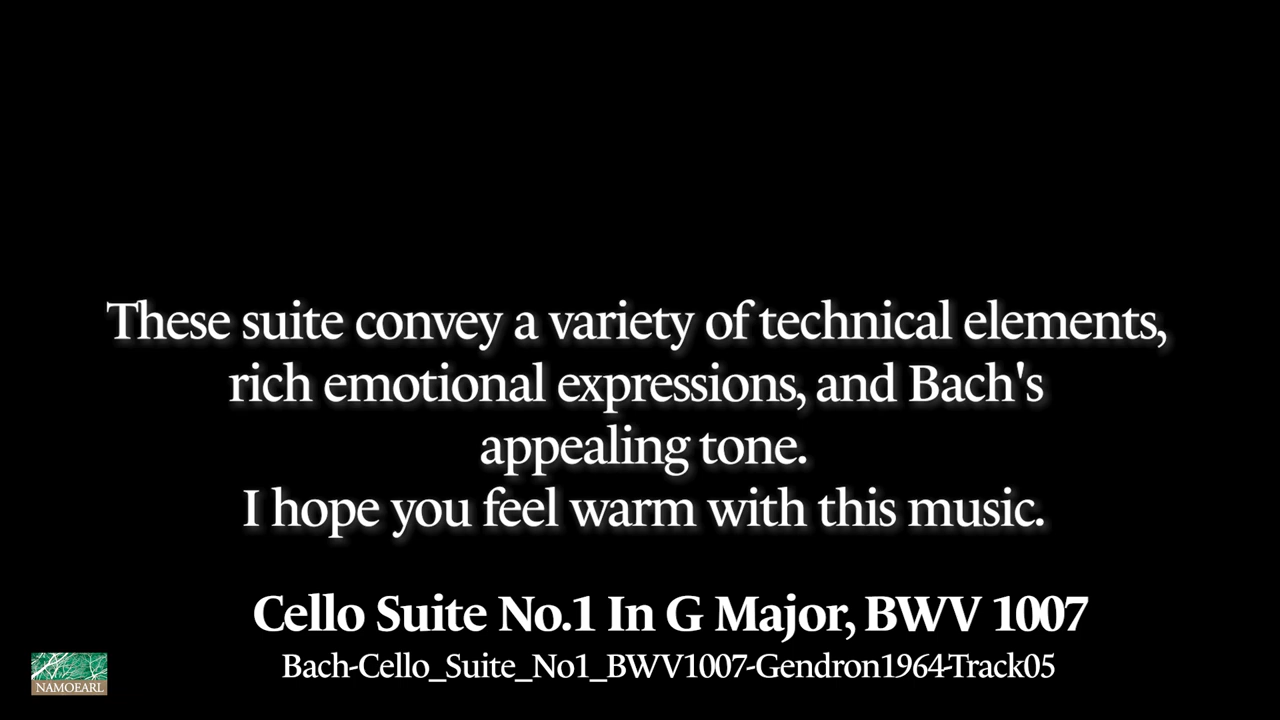 These suite convey a variety of technical elements,
rich emotional expressions, and Bach's
appealing tone.
I hope you feel warm with this music.
Cello Suite No.1 In G Major, BWV 1007
Bach-Cello_Suite_No1_BWV1007-Gendron1964-Track05
NAMOEARL